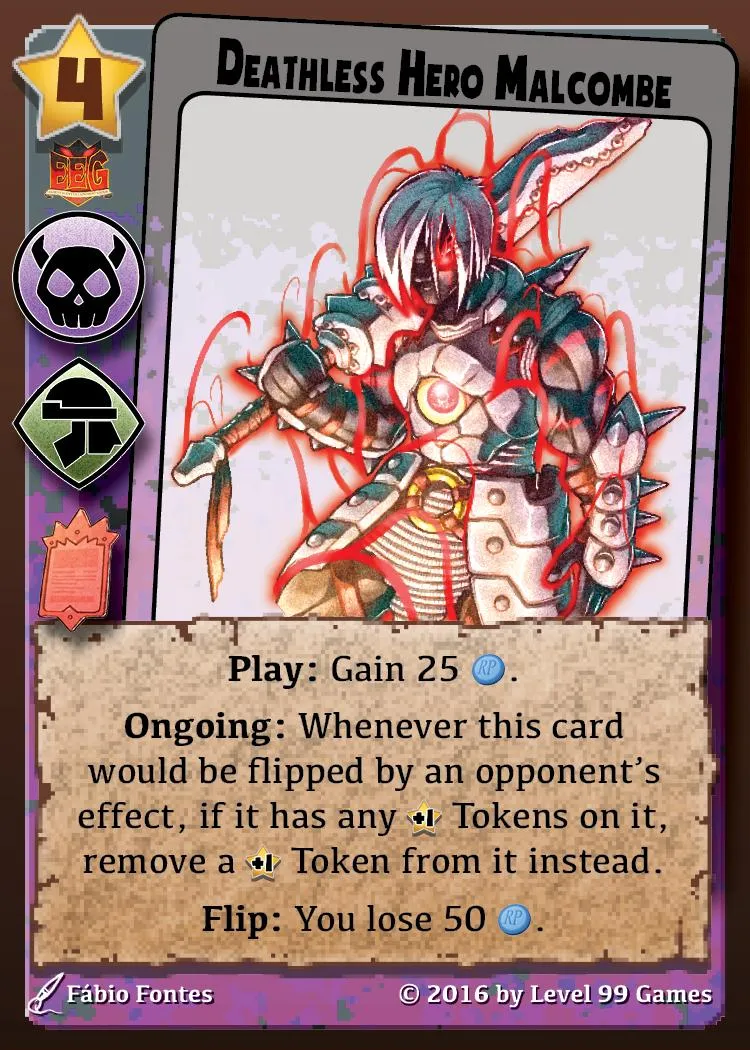 4
DEATHLESS HERO MALCOMBE
EEG
Play: Gain 25 RP.
Ongoing: Whenever this card
would be flipped by an opponent's
effect, if it has any +1 Tokens on it,
remove a +1 Token from it instead.
Flip: You lose 50 RP.
Fábio Fontes
© 2016 by Level 99 Games